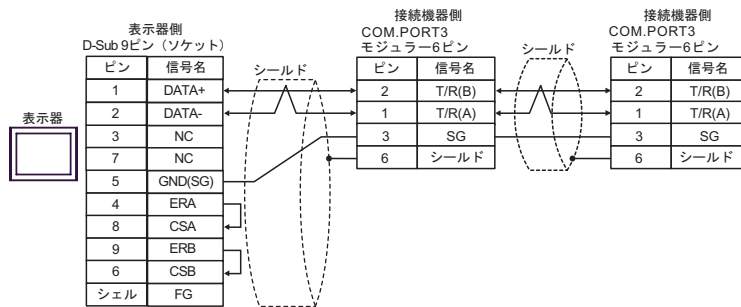 表示器側
D-Sub 9ピン（ソケット）
接続機器側
COM.PORT3
モジュラー6ピン
接続機器側
COM.PORT3
モジュラー6ピン
表示器
シールド
シールド
ピン 信号名
1 DATA+
2 DATA-
3 NC
7 NC
5 GND(SG)
4 ERA
8 CSA
9 ERB
6 CSB
シェル FG
ピン 信号名
2 T/R(B)
1 T/R(A)
3 SG
6 シールド
ピン 信号名
2 T/R(B)
1 T/R(A)
3 SG
6 シールド